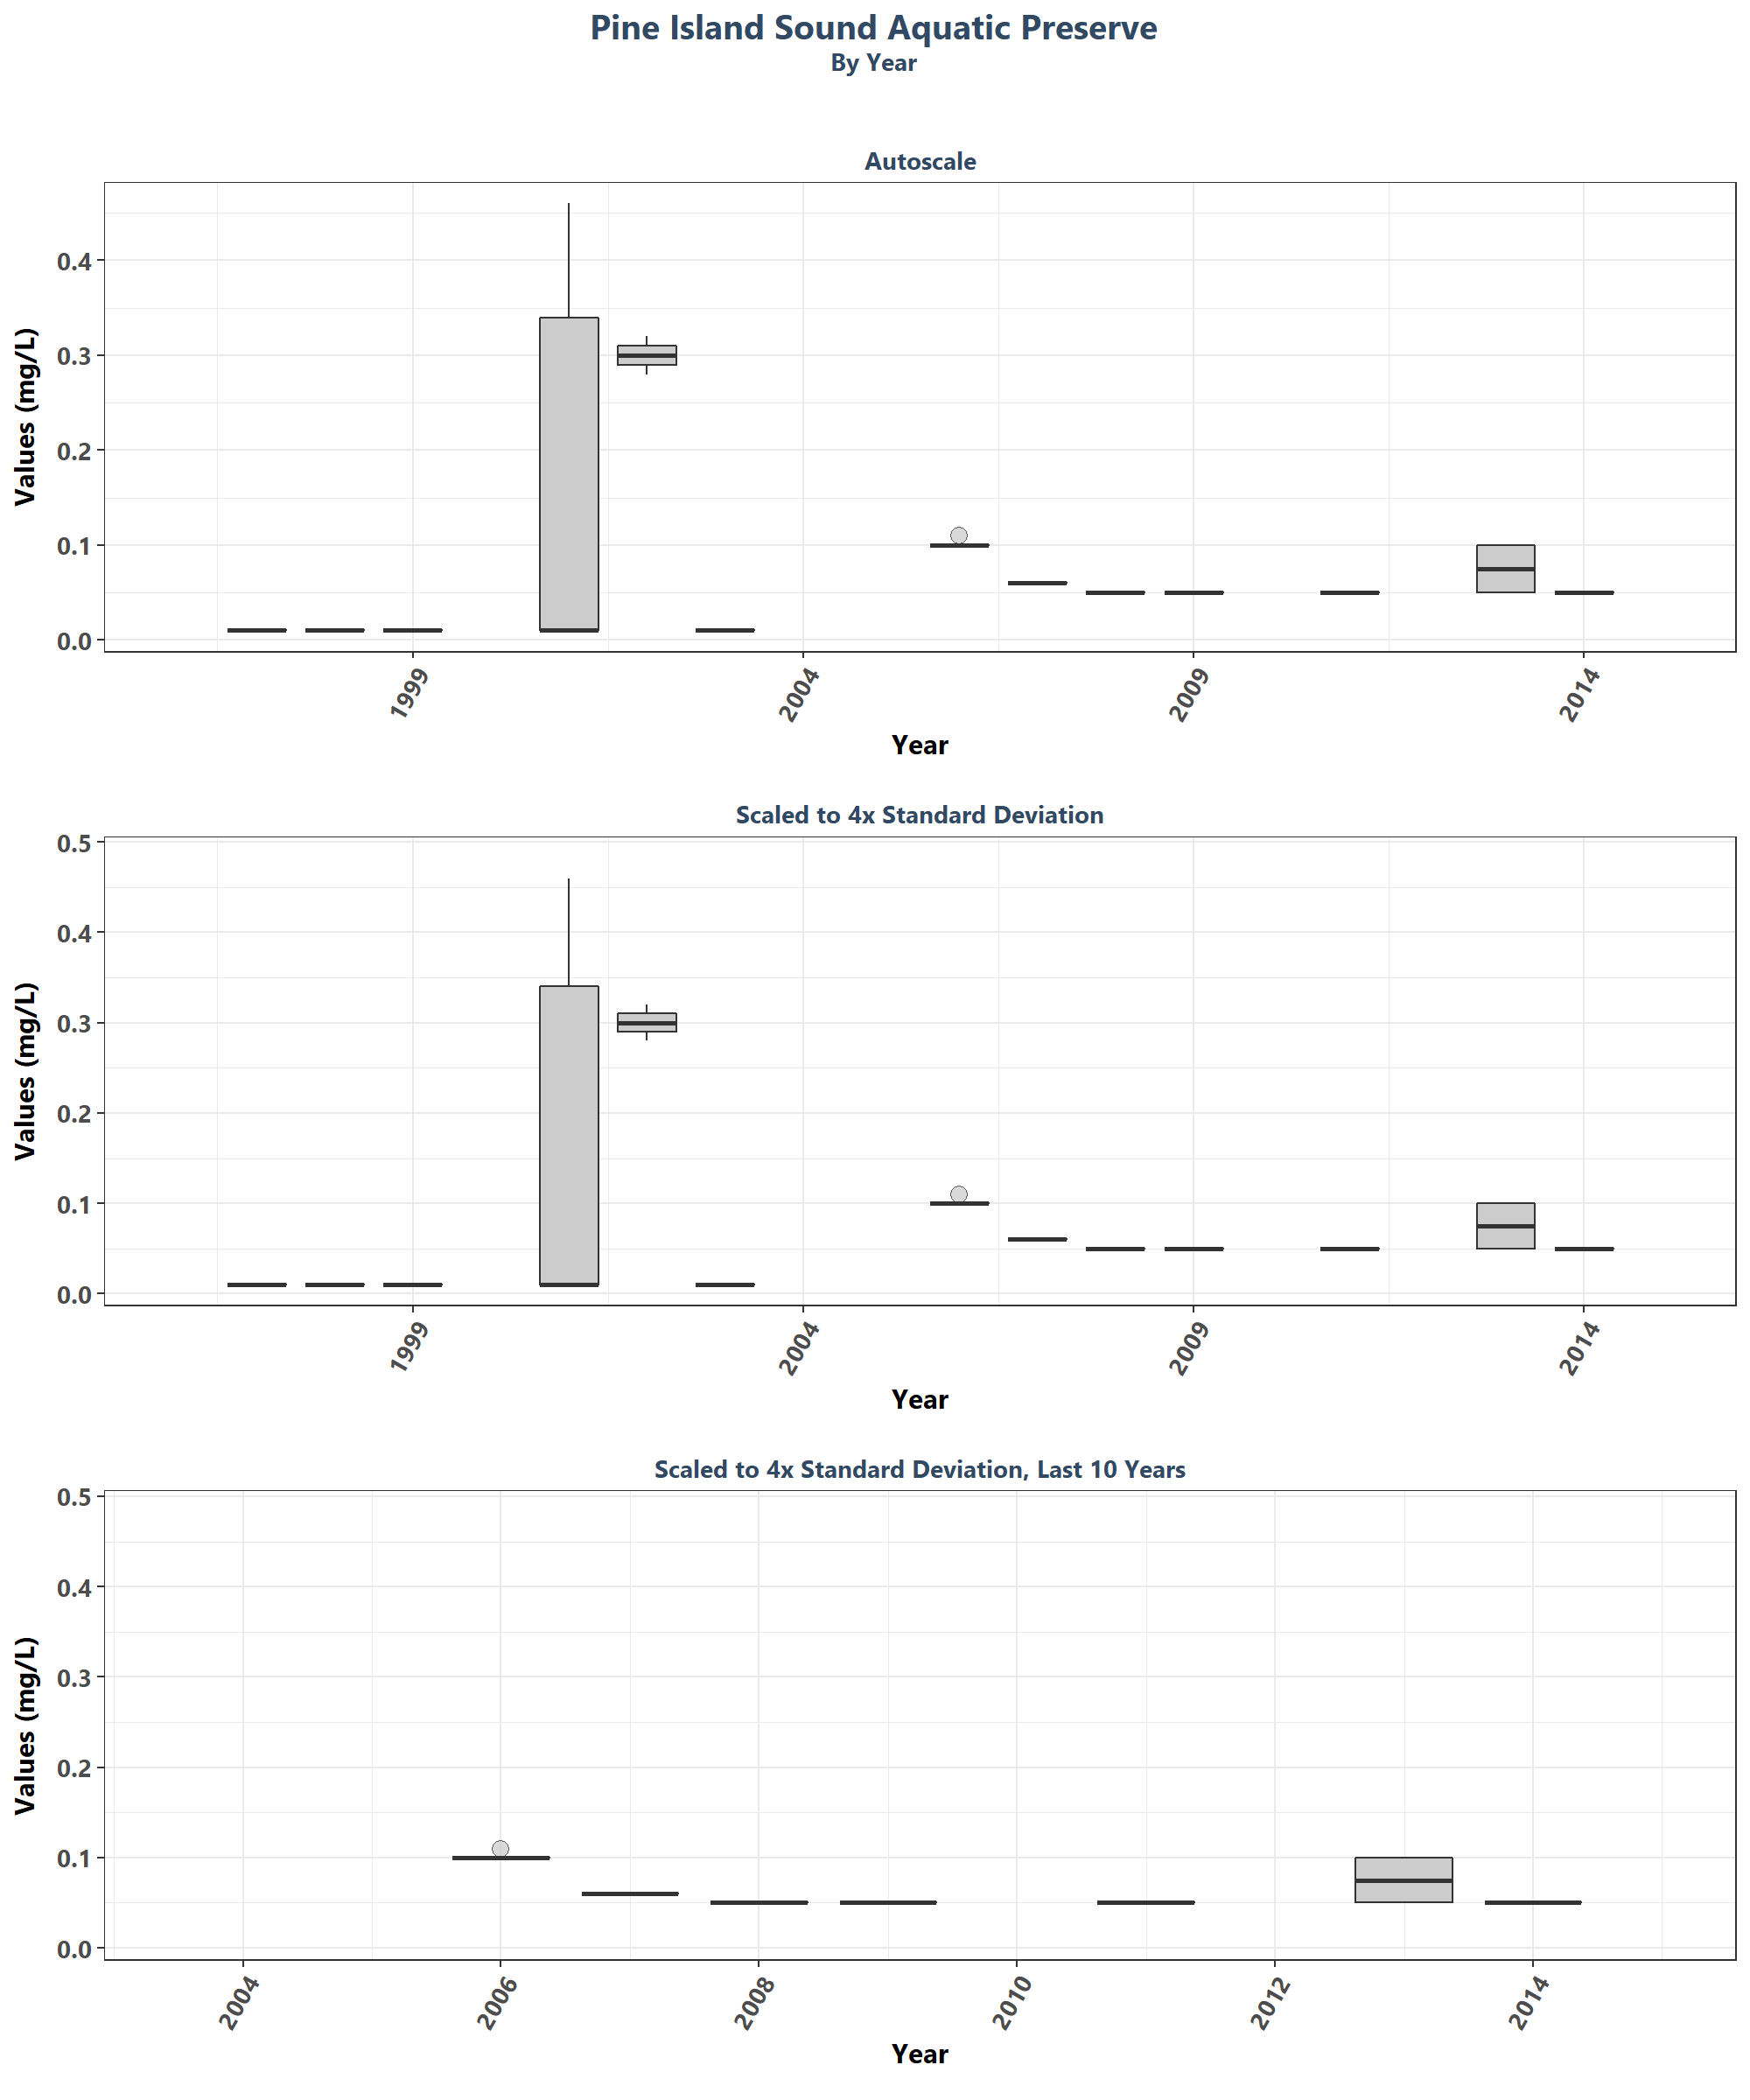 Pine Island Sound Aquatic Preserve
By Year
Autoscale
Values (mg/L)
0.4
0.3
0.2
0.1
0.0
1999
2004
2009
2014
Year
Scaled to 4x Standard Deviation
Values (mg/L)
0.5
0.4
0.3
0.2
0.1
0.0
1999
2004
2009
2014
Year
Scaled to 4x Standard Deviation, Last 10 Years
Values (mg/L)
0.5
0.4
0.3
0.2
0.1
0.0
2004
2006
2008
2010
2012
2014
Year